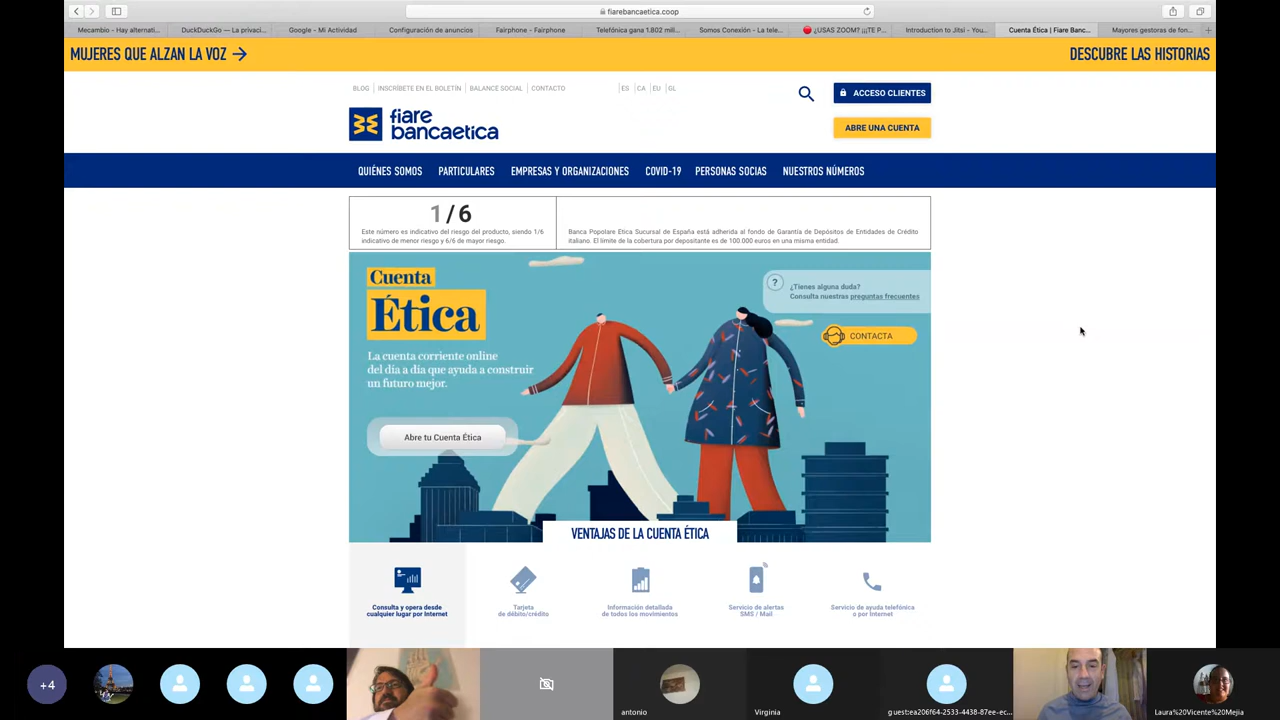 fiarebancaetica.coop
Mecambio - Hay alternati...
DuckDuckGo — La privaci...
Google - Mi Actividad
Configuración de anuncios
Fairphone - Fairphone
Telefónica gana 1.802 mil...
Somos Conexión - La tele...
¿USAS ZOOM? ¡¡¡TE P...
Introduction to Jitsi - You...
Cuenta Ética | Fiare Banc...
Mayores gestoras de fon...
MUJERES QUE ALZAN LA VOZ →
DESCUBRE LAS HISTORIAS
BLOG | INSCRÍBETE EN EL BOLETÍN | BALANCE SOCIAL | CONTACTO
|ES |CA |EU |GL
ACCESO CLIENTES
fiare
bancaetica
ABRE UNA CUENTA
QUIÉNES SOMOS PARTICULARES EMPRESAS Y ORGANIZACIONES COVID-19 PERSONAS SOCIAS NUESTROS NÚMEROS
1/6
Este número es indicativo del riesgo del producto, siendo 1/6
indicativo de menor riesgo y 6/6 de mayor riesgo.
Banca Popolare Etica Sucursal de España está adherida al fondo de Garantía de Depósitos de Entidades de Crédito
italiano. El límite de la cobertura por depositante es de 100.000 euros en una misma entidad.
Cuenta
Ética
La cuenta corriente online
del día a día que ayuda a construir
un futuro mejor.
Abre tu Cuenta Ética
?
¿Tienes alguna duda?
Consulta nuestras preguntas frecuentes
CONTACTA
VENTAJAS DE LA CUENTA ÉTICA
Consulta y opera desde
cualquier lugar por Internet
Tarjeta
de débito/crédito
Información detallada
de todos los movimientos
Servicio de alertas
SMS / Mail
Servicio de ayuda telefónica
o por Internet
+4
antonio
Virginia
guest:ea206f64-2533-4438-87ee-ec...
Laura%20Vicente%20Mejia